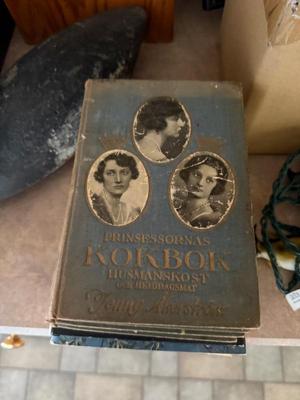 PRINSESSORNAS
KOKBOK
HUSMANSKOST
OCH HELGDAGSMAT
Jenny Åkerström